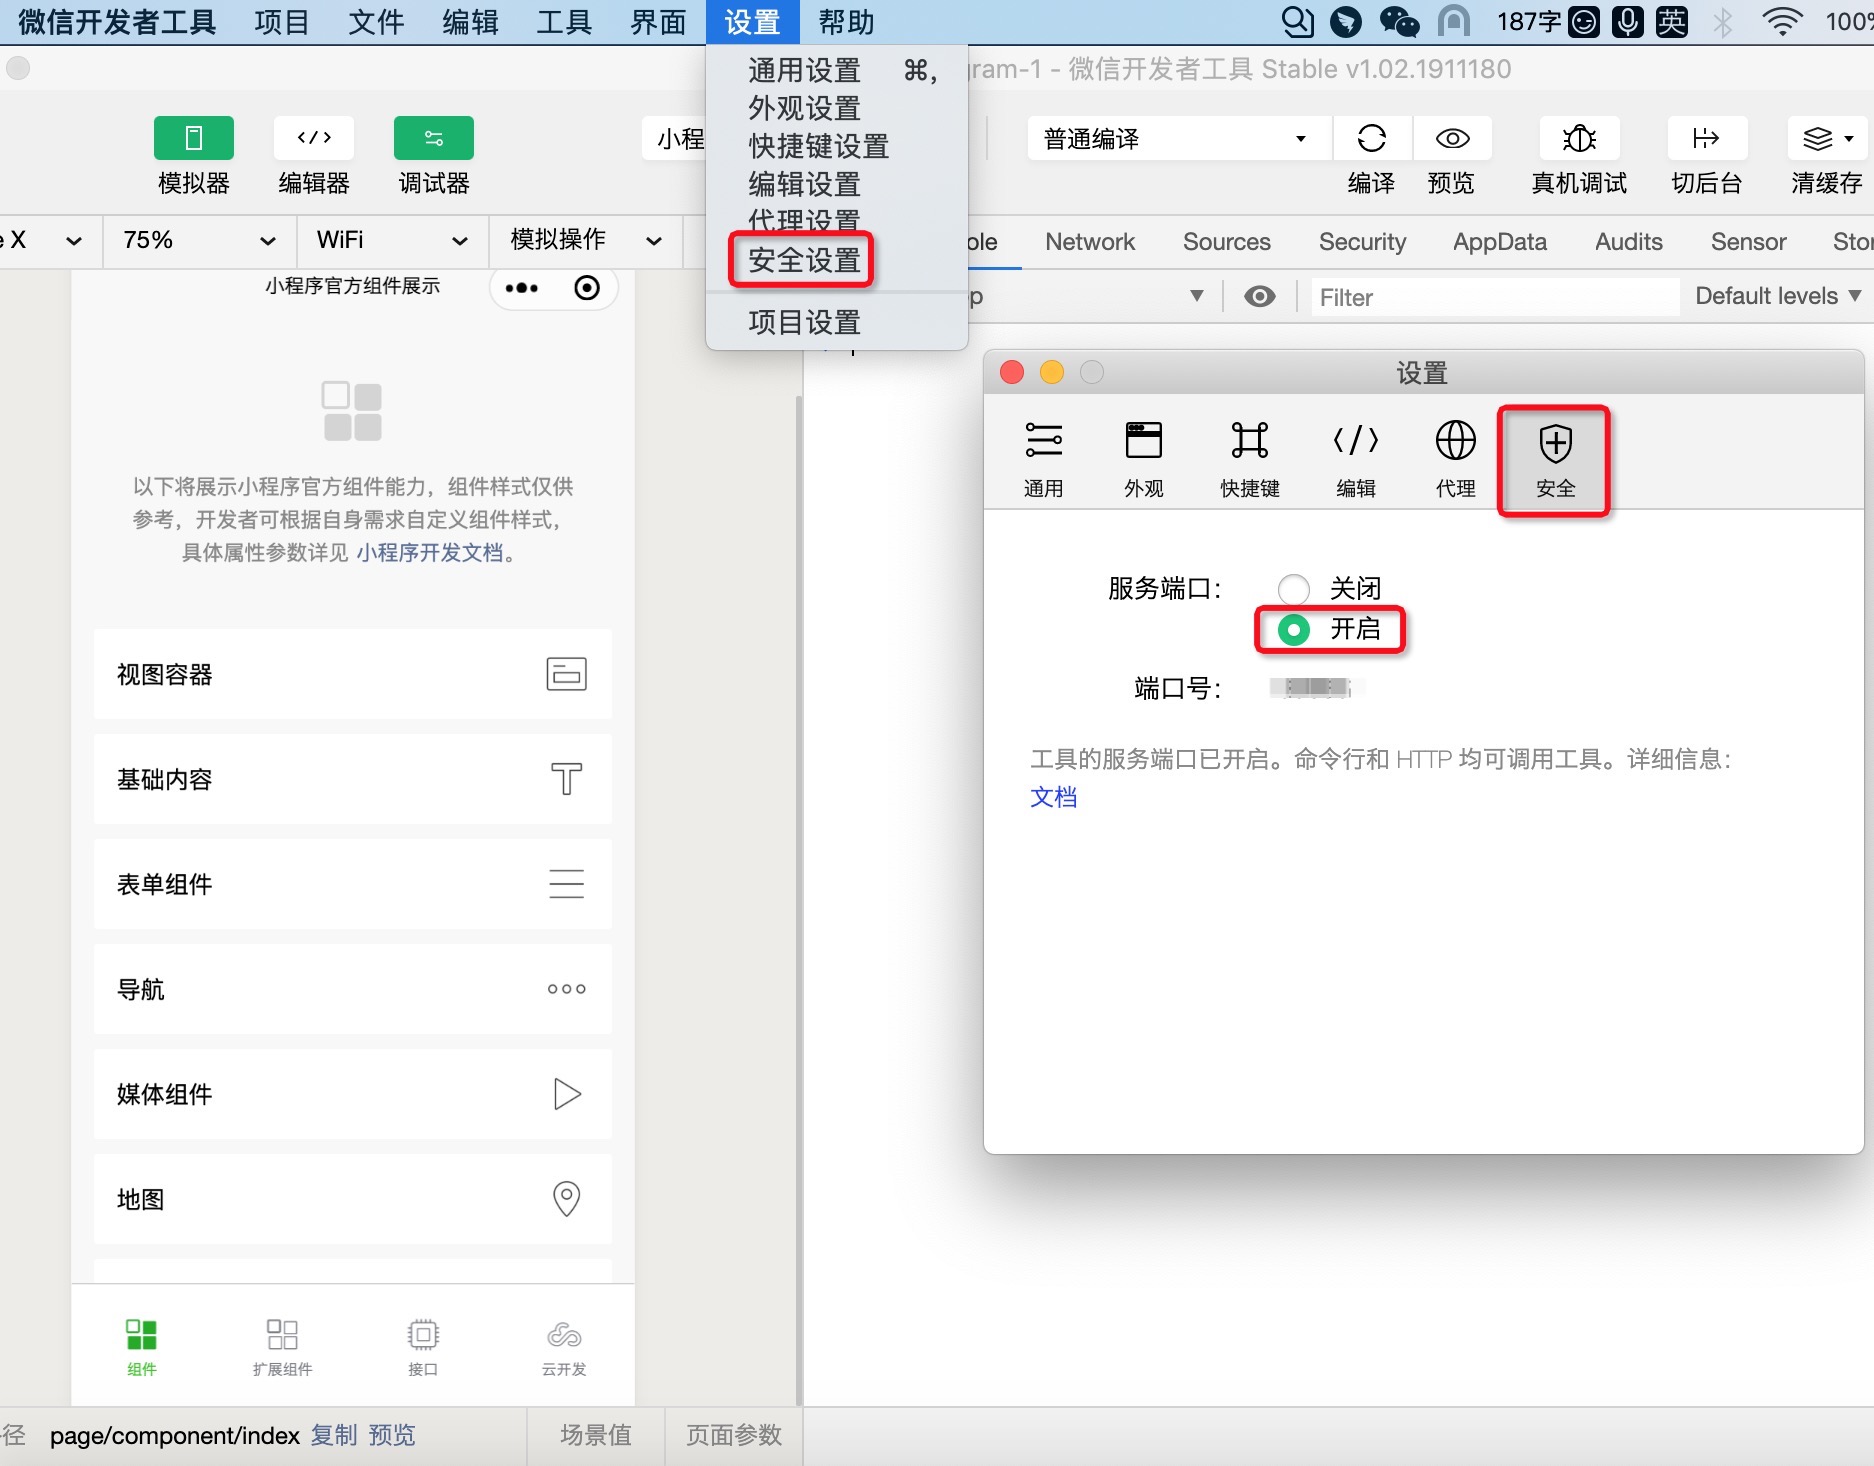 微信开发者工具 项目 文件 编辑 工具 界面 设置 帮助 187字 英
通用设置 ⌘,
外观设置
快捷键设置
编辑设置
代理设置
安全设置
项目设置
gram-1 - 微信开发者工具 Stable v1.02.1911180
模拟器 编辑器 调试器
小程
普通编译
编译 预览 真机调试 切后台 清缓存
X 75% WiFi 模拟操作
Network Sources Security AppData Audits Sensor
Filter Default levels
小程序官方组件展示
以下将展示小程序官方组件能力，组件样式仅供
参考，开发者可根据自身需求自定义组件样式，
具体属性参数详见 小程序开发文档。
视图容器
基础内容
表单组件
导航
媒体组件
地图
组件 扩展组件 接口 云开发
page/component/index 复制 预览 场景值 页面参数
设置
通用 外观 快捷键 编辑 代理 安全
服务端口： 关闭
开启
端口号：
工具的服务端口已开启。命令行和 HTTP 均可调用工具。详细信息：
文档